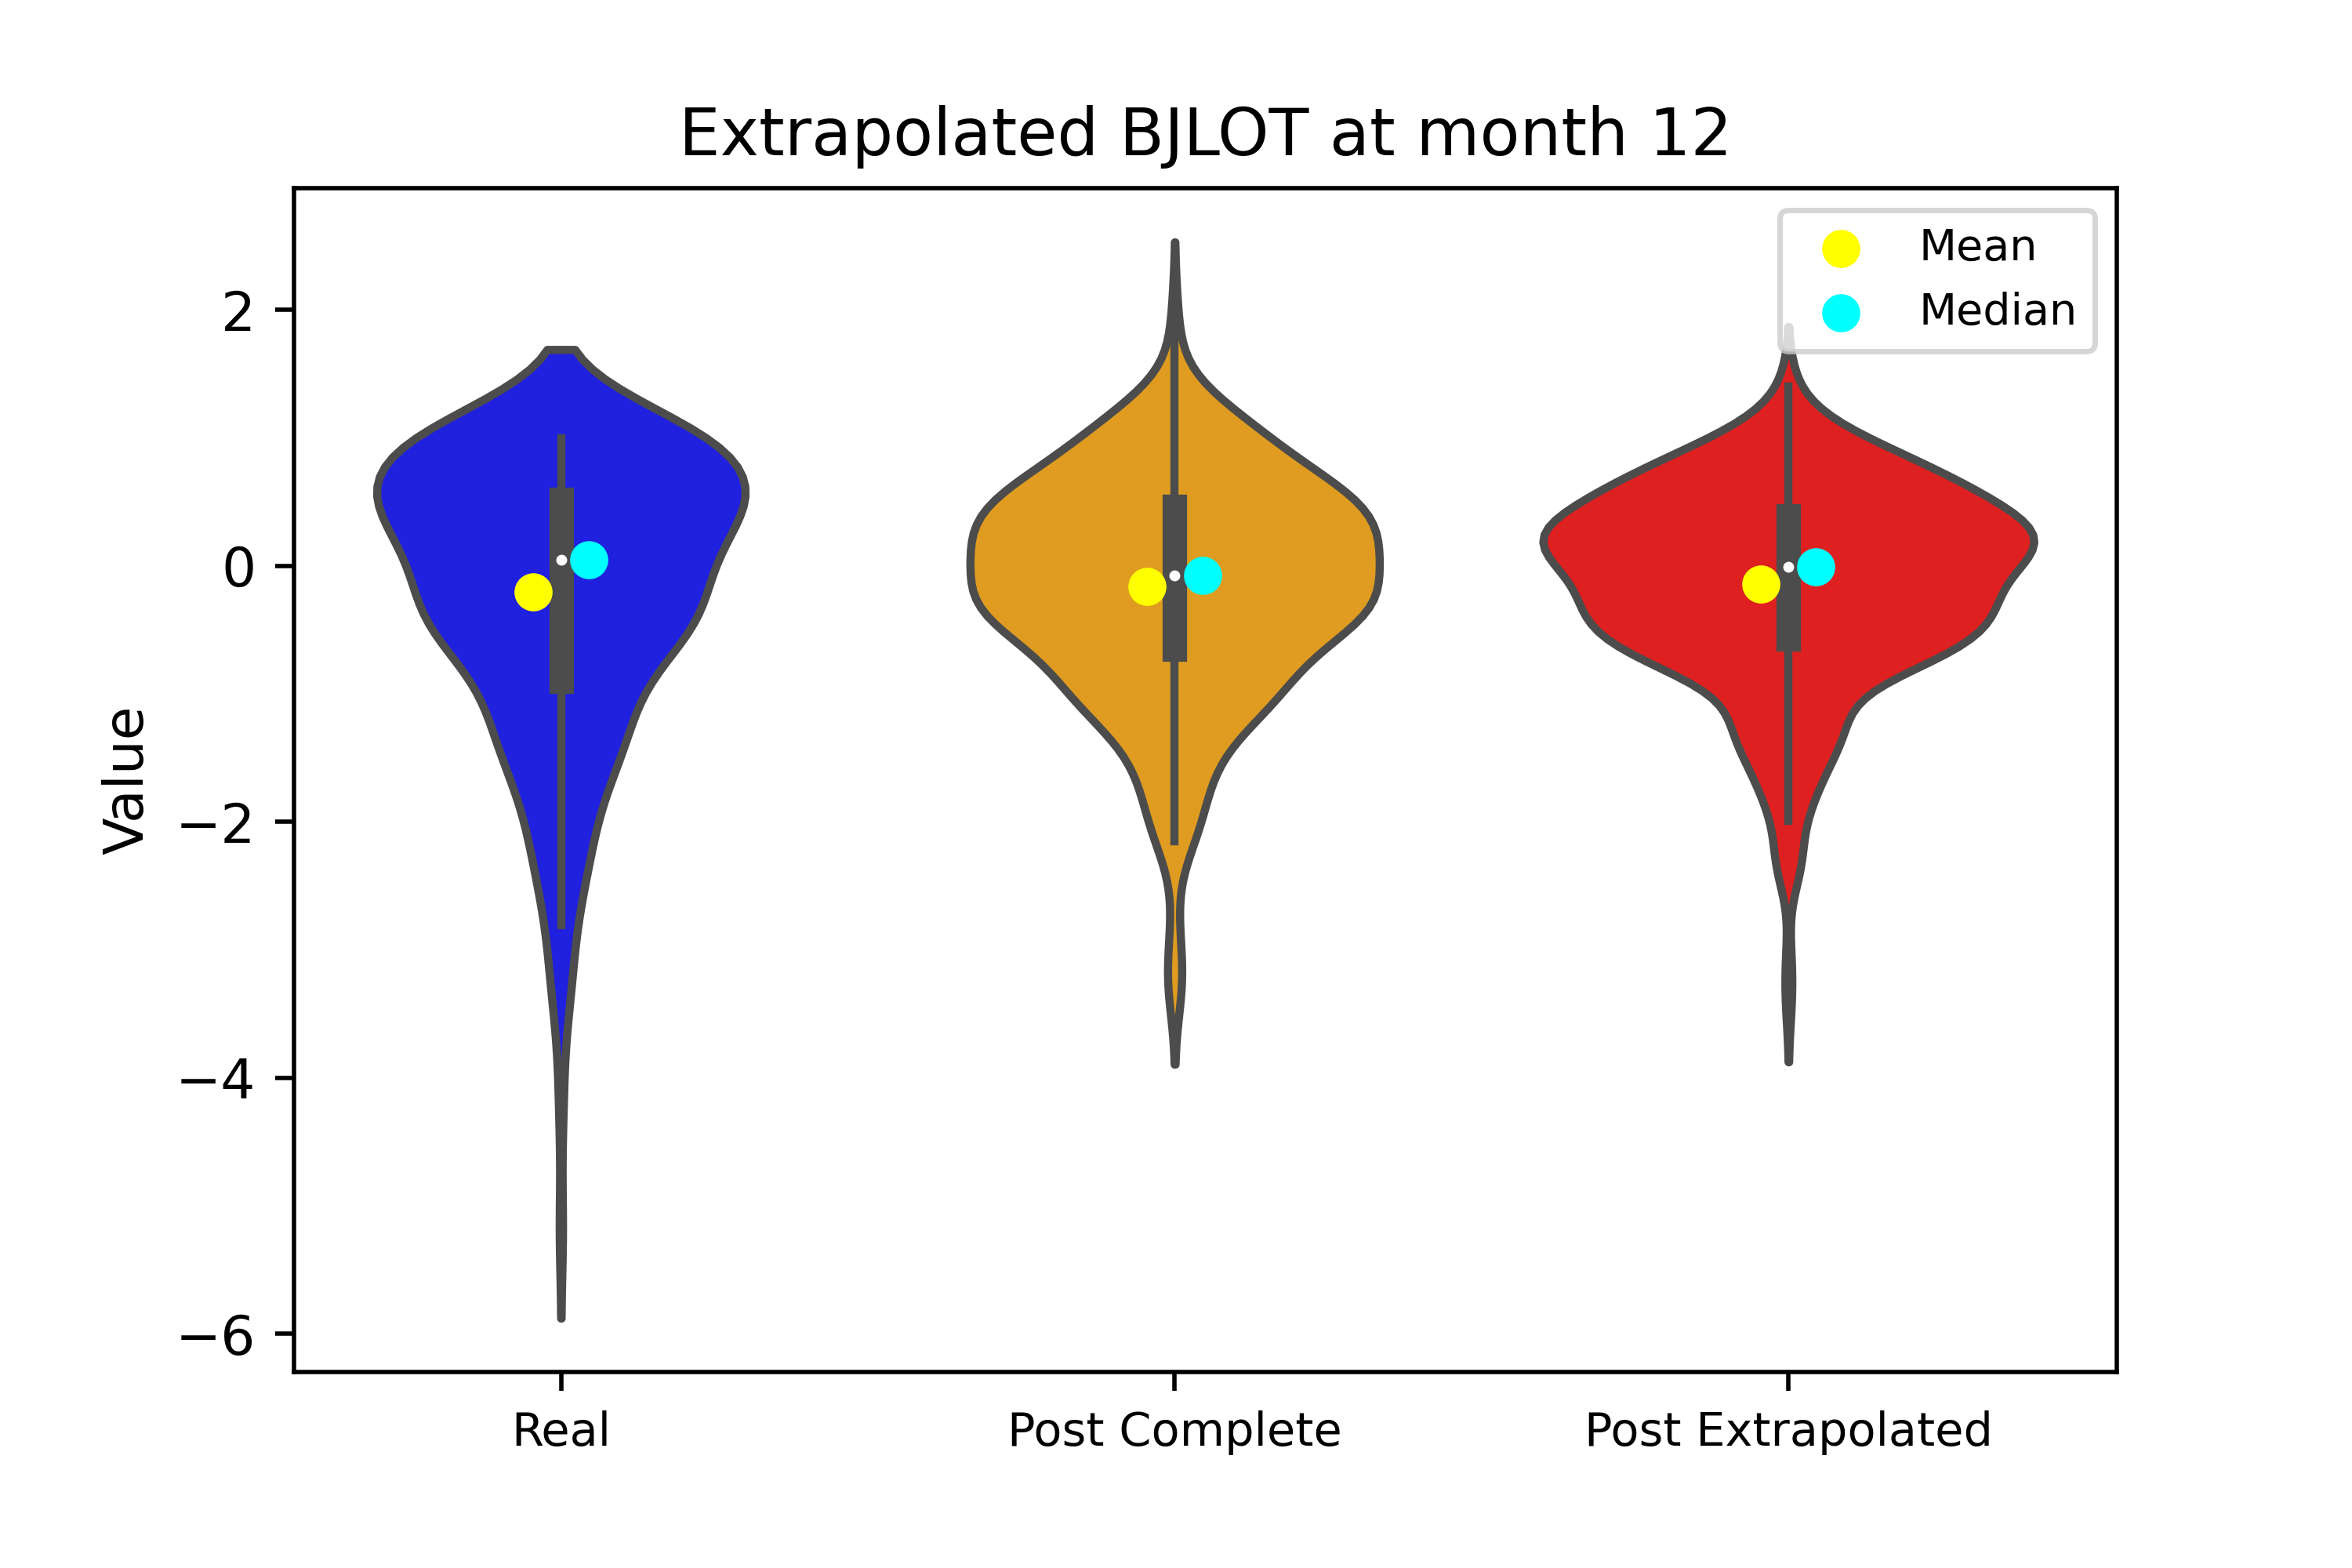 Extrapolated BJLOT at month 12
Mean
Median
Value
2
0
−2
−4
−6
Real
Post Complete
Post Extrapolated